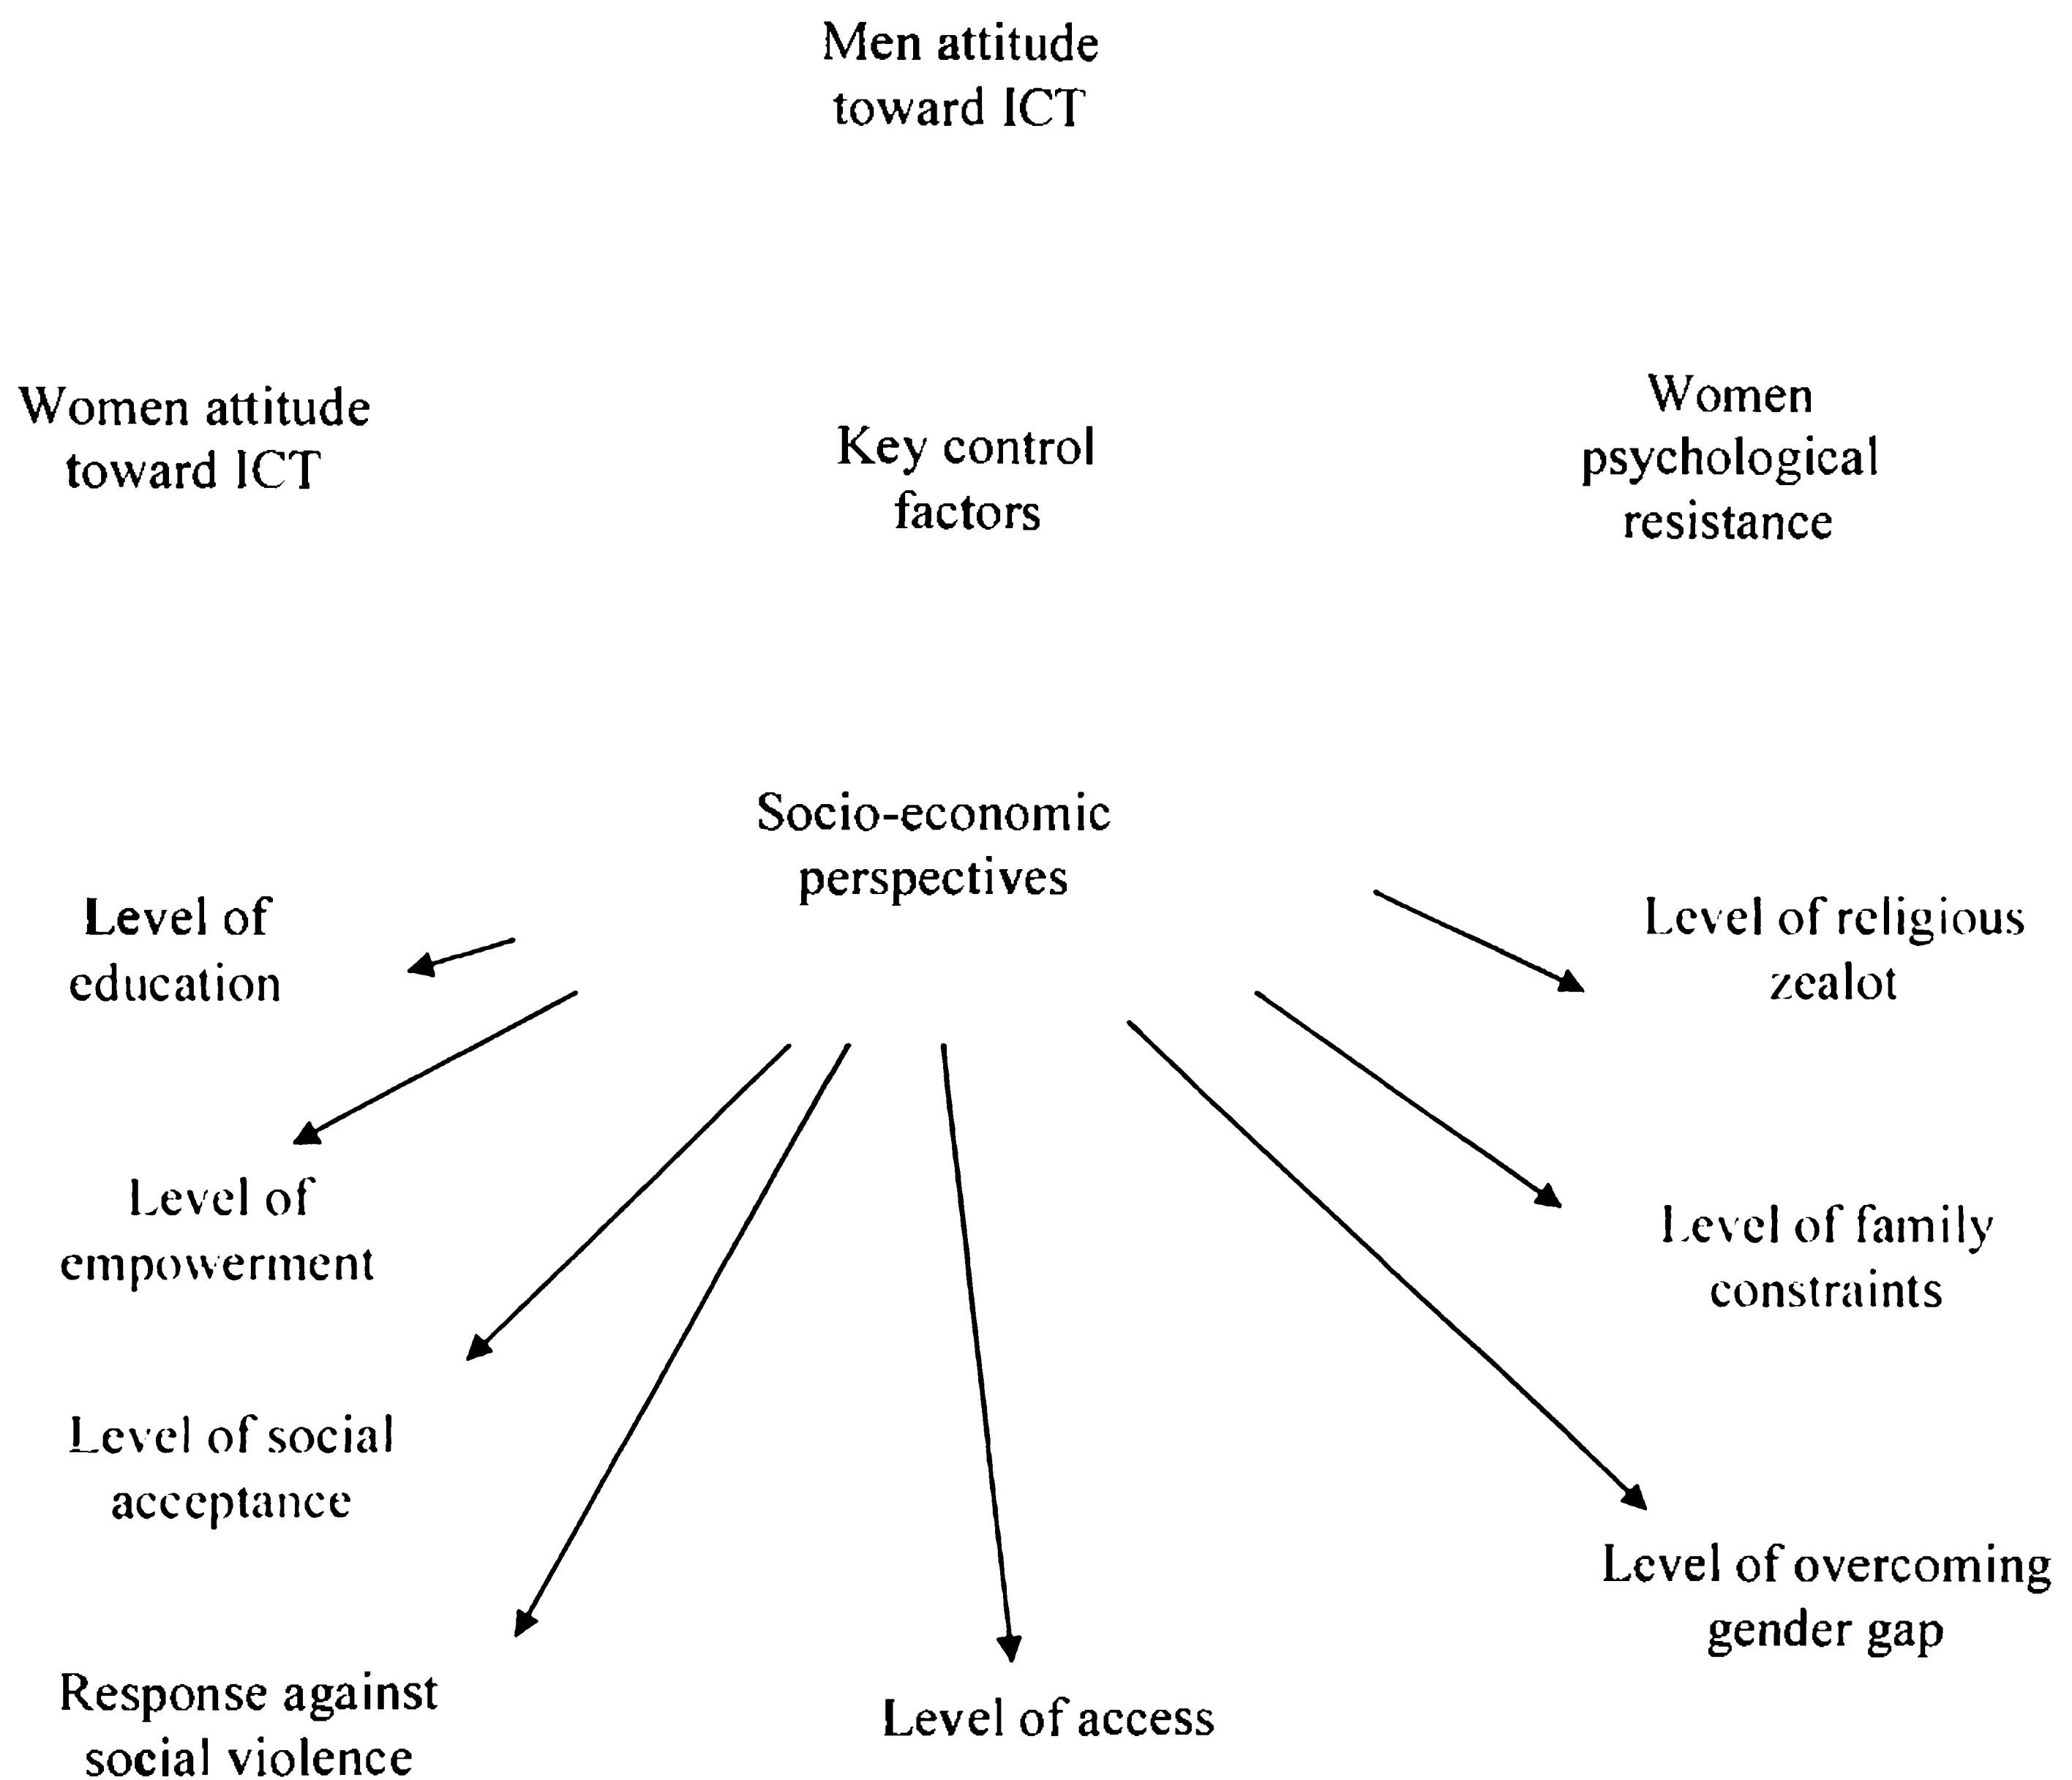 Men attitude
toward ICT
Women attitude
toward ICT
Key control
factors
Women
psychological
resistance
Socio-economic
perspectives
Level of
education
Level of religious
zealot
Level of
empowerment
Level of family
constraints
Level of social
acceptance
Level of overcoming
gender gap
Response against
social violence
Level of access